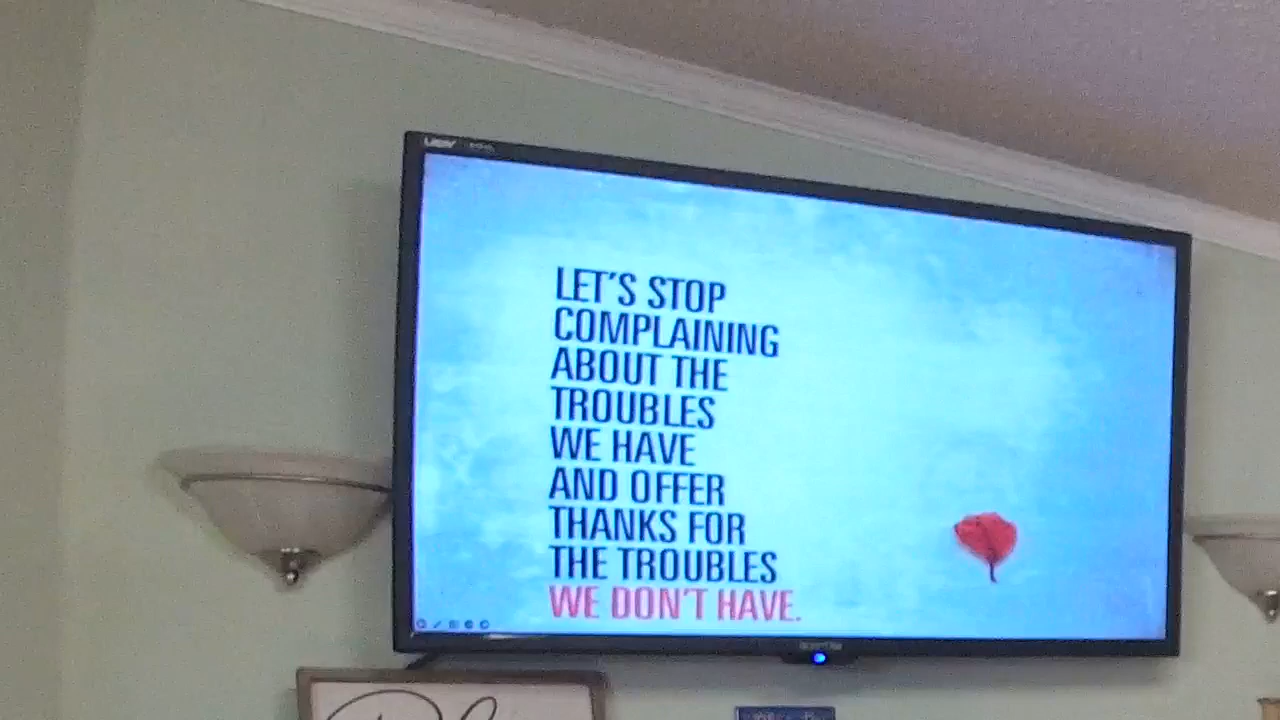 LET'S STOP
COMPLAINING
ABOUT THE
TROUBLES
WE HAVE
AND OFFER
THANKS FOR
THE TROUBLES
WE DON'T HAVE.